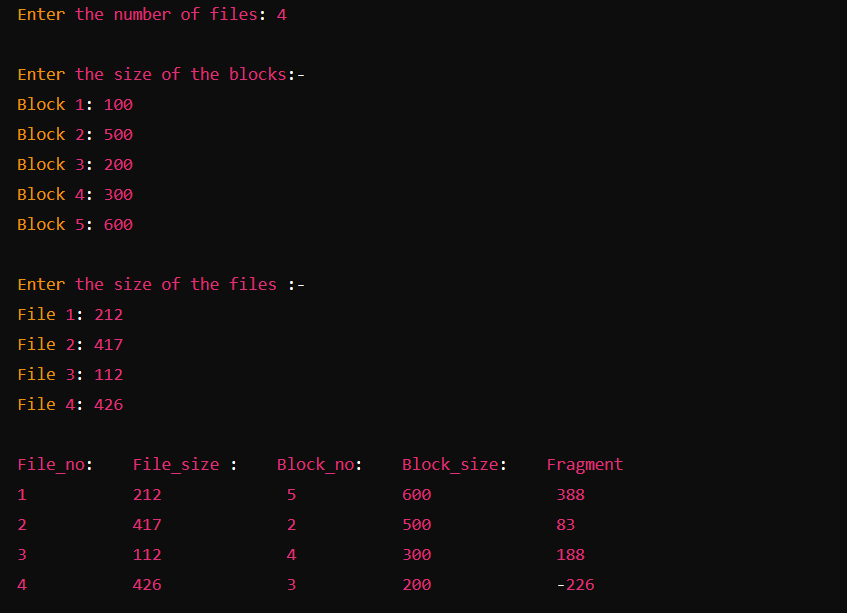 Enter the number of files: 4
Enter the size of the blocks:-
Block 1: 100
Block 2: 500
Block 3: 200
Block 4: 300
Block 5: 600
Enter the size of the files :-
File 1: 212
File 2: 417
File 3: 112
File 4: 426
File_no:    File_size :    Block_no:    Block_size:    Fragment
1           212             5           600             388
2           417             2           500             83
3           112             4           300             188
4           426             3           200             -226